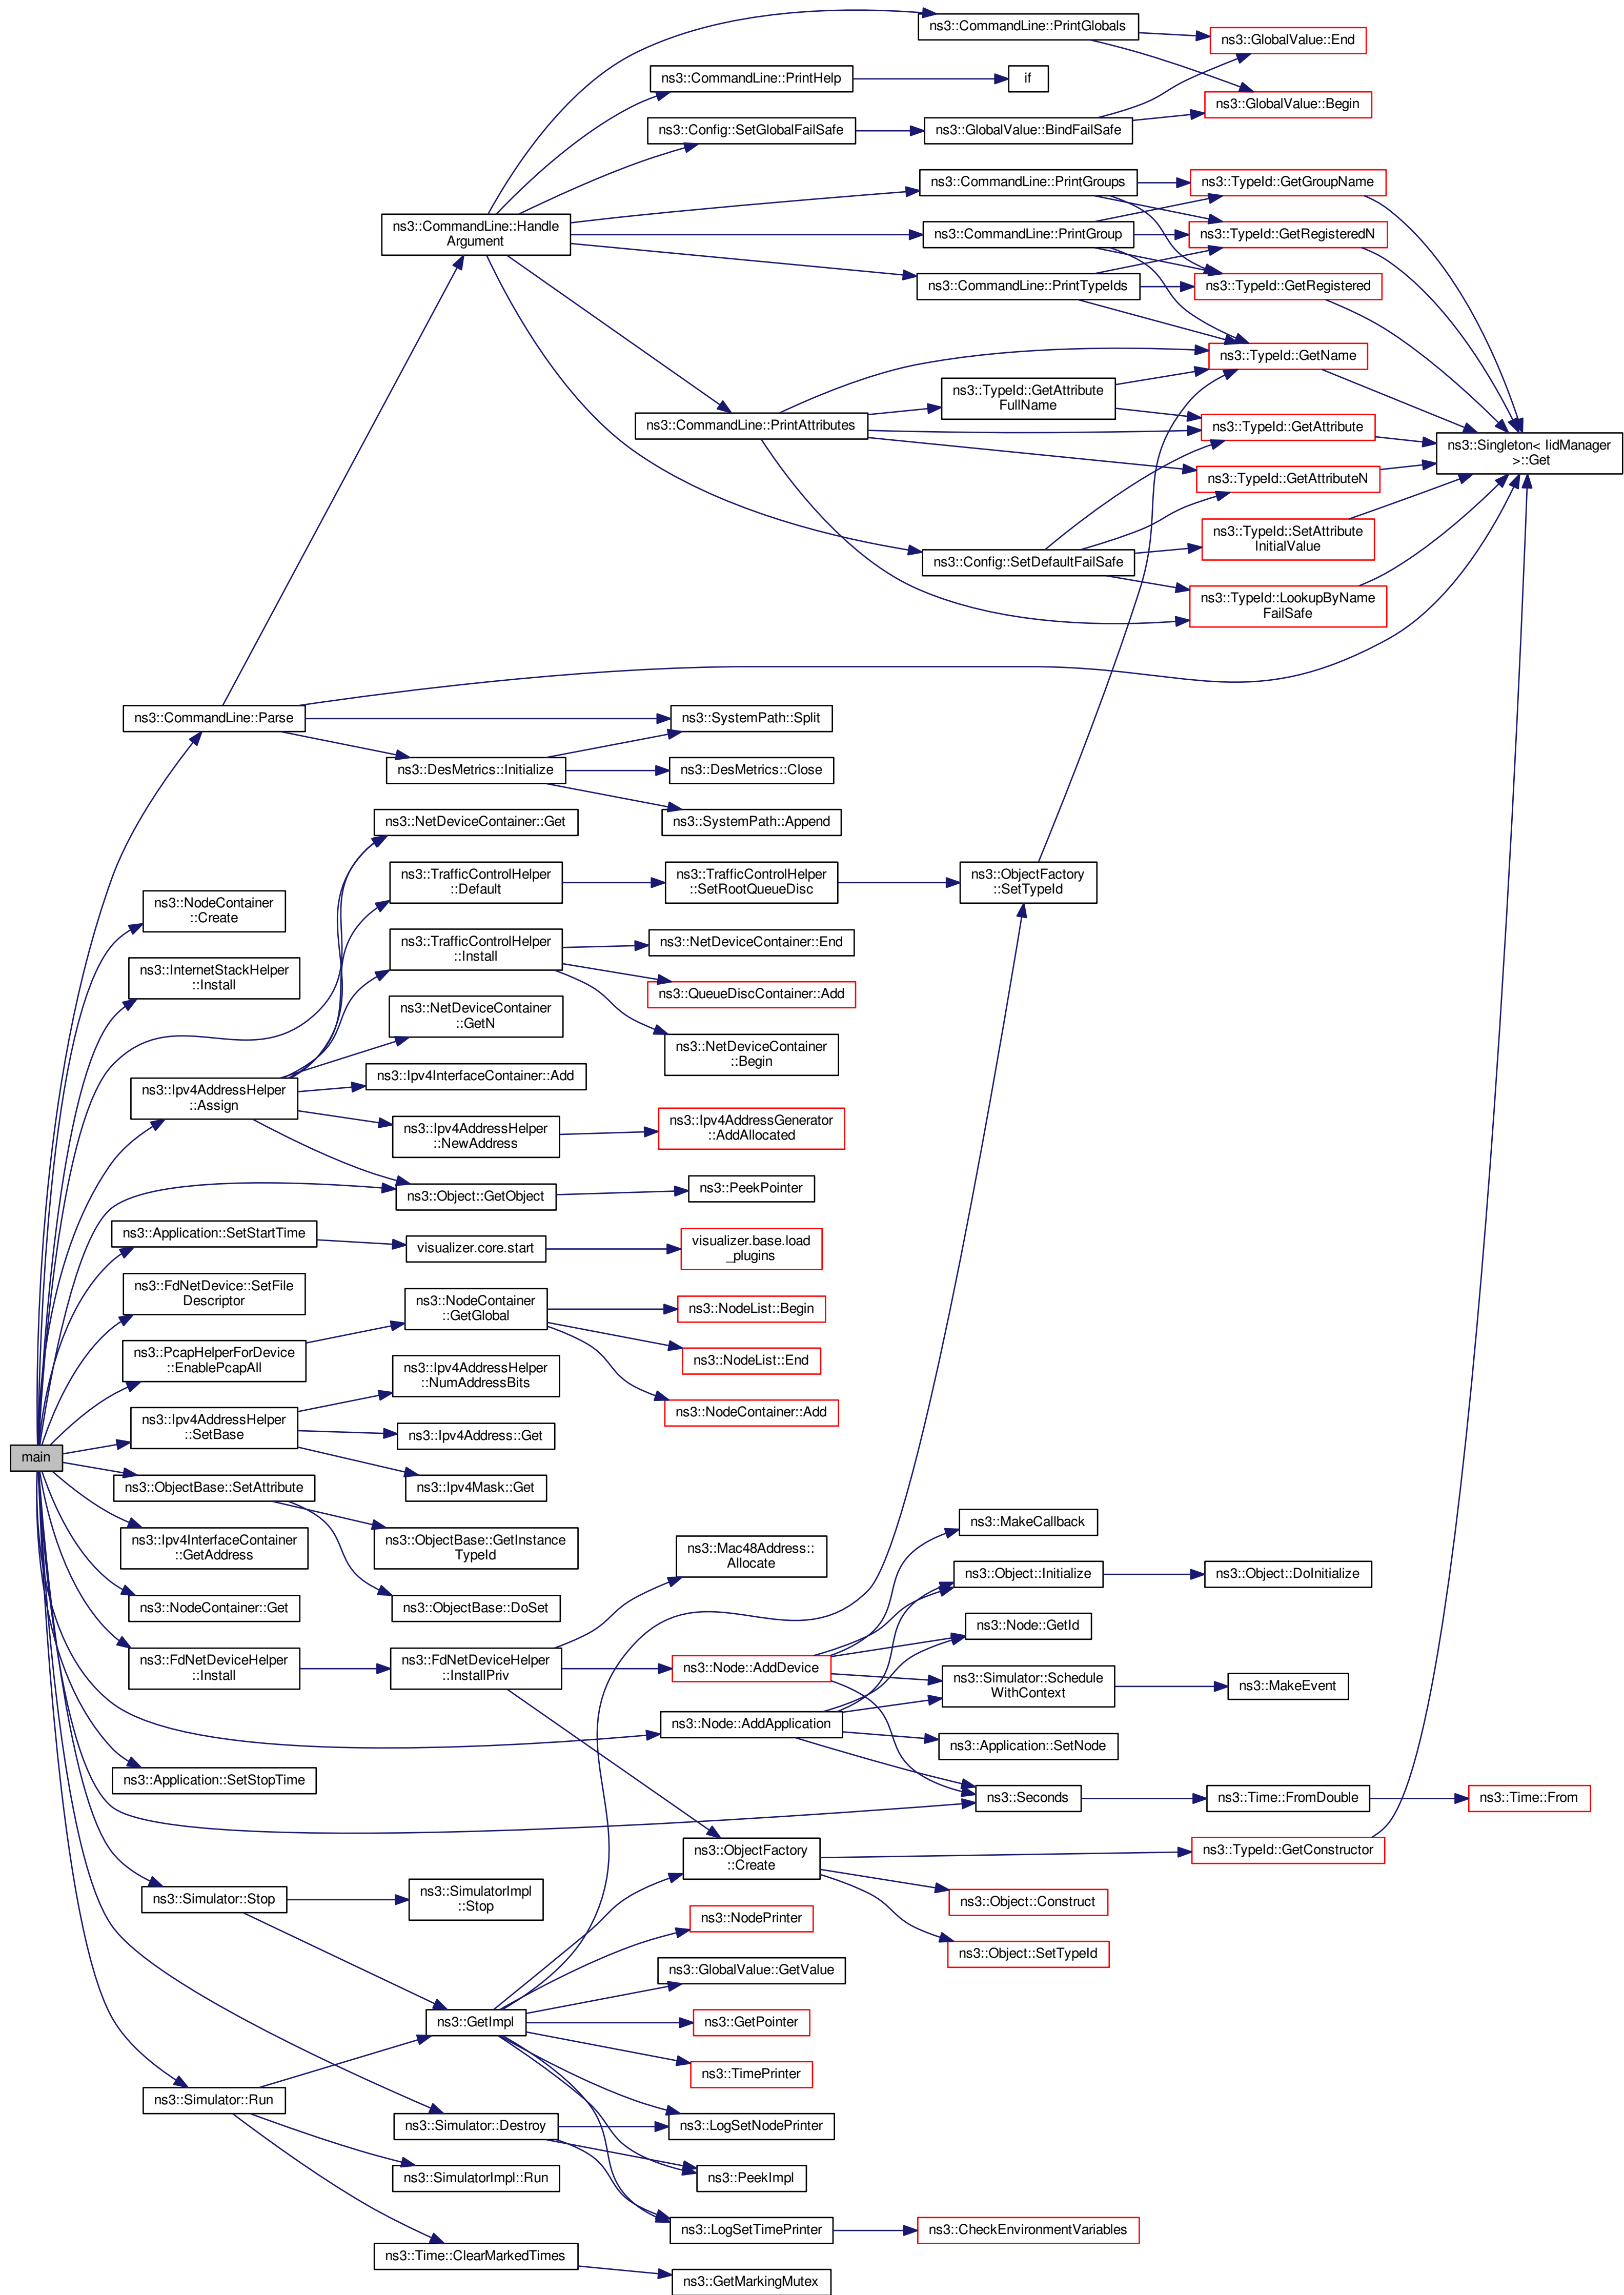 ns3::CommandLine::PrintGlobals
ns3::GlobalValue::End
ns3::CommandLine::PrintHelp
if
ns3::GlobalValue::Begin
ns3::Config::SetGlobalFailSafe
ns3::GlobalValue::BindFailSafe
ns3::CommandLine::PrintGroups
ns3::TypeId::GetGroupName
ns3::CommandLine::Handle
Argument
ns3::CommandLine::PrintGroup
ns3::TypeId::GetRegisteredN
ns3::CommandLine::PrintTypeIds
ns3::TypeId::GetRegistered
ns3::TypeId::GetName
ns3::TypeId::GetAttribute
FullName
ns3::CommandLine::PrintAttributes
ns3::TypeId::GetAttribute
ns3::Singleton< IidManager
>::Get
ns3::TypeId::GetAttributeN
ns3::TypeId::SetAttribute
InitialValue
ns3::Config::SetDefaultFailSafe
ns3::TypeId::LookupByName
FailSafe
ns3::CommandLine::Parse
ns3::SystemPath::Split
ns3::DesMetrics::Initialize
ns3::DesMetrics::Close
ns3::SystemPath::Append
ns3::NetDeviceContainer::Get
ns3::TrafficControlHelper
::Default
ns3::TrafficControlHelper
::SetRootQueueDisc
ns3::ObjectFactory
::SetTypeId
ns3::NodeContainer
::Create
ns3::TrafficControlHelper
::Install
ns3::NetDeviceContainer::End
ns3::InternetStackHelper
::Install
ns3::QueueDiscContainer::Add
ns3::NetDeviceContainer
::GetN
ns3::NetDeviceContainer
::Begin
ns3::Ipv4AddressHelper
::Assign
ns3::Ipv4InterfaceContainer::Add
ns3::Ipv4AddressHelper
::NewAddress
ns3::Ipv4AddressGenerator
::AddAllocated
ns3::Object::GetObject
ns3::PeekPointer
ns3::Application::SetStartTime
visualizer.core.start
visualizer.base.load
_plugins
ns3::FdNetDevice::SetFile
Descriptor
ns3::NodeContainer
::GetGlobal
ns3::NodeList::Begin
ns3::PcapHelperForDevice
::EnablePcapAll
ns3::NodeList::End
ns3::Ipv4AddressHelper
::NumAddressBits
ns3::NodeContainer::Add
ns3::Ipv4AddressHelper
::SetBase
ns3::Ipv4Address::Get
main
ns3::ObjectBase::SetAttribute
ns3::Ipv4Mask::Get
ns3::Ipv4InterfaceContainer
::GetAddress
ns3::ObjectBase::GetInstance
TypeId
ns3::MakeCallback
ns3::Mac48Address::
Allocate
ns3::Object::Initialize
ns3::Object::DoInitialize
ns3::NodeContainer::Get
ns3::ObjectBase::DoSet
ns3::Node::GetId
ns3::FdNetDeviceHelper
::Install
ns3::FdNetDeviceHelper
::InstallPriv
ns3::Node::AddDevice
ns3::Simulator::Schedule
WithContext
ns3::MakeEvent
ns3::Node::AddApplication
ns3::Application::SetNode
ns3::Application::SetStopTime
ns3::Seconds
ns3::Time::FromDouble
ns3::Time::From
ns3::ObjectFactory
::Create
ns3::TypeId::GetConstructor
ns3::Simulator::Stop
ns3::SimulatorImpl
::Stop
ns3::Object::Construct
ns3::NodePrinter
ns3::Object::SetTypeId
ns3::GlobalValue::GetValue
ns3::GetImpl
ns3::GetPointer
ns3::TimePrinter
ns3::Simulator::Run
ns3::Simulator::Destroy
ns3::LogSetNodePrinter
ns3::SimulatorImpl::Run
ns3::PeekImpl
ns3::LogSetTimePrinter
ns3::CheckEnvironmentVariables
ns3::Time::ClearMarkedTimes
ns3::GetMarkingMutex